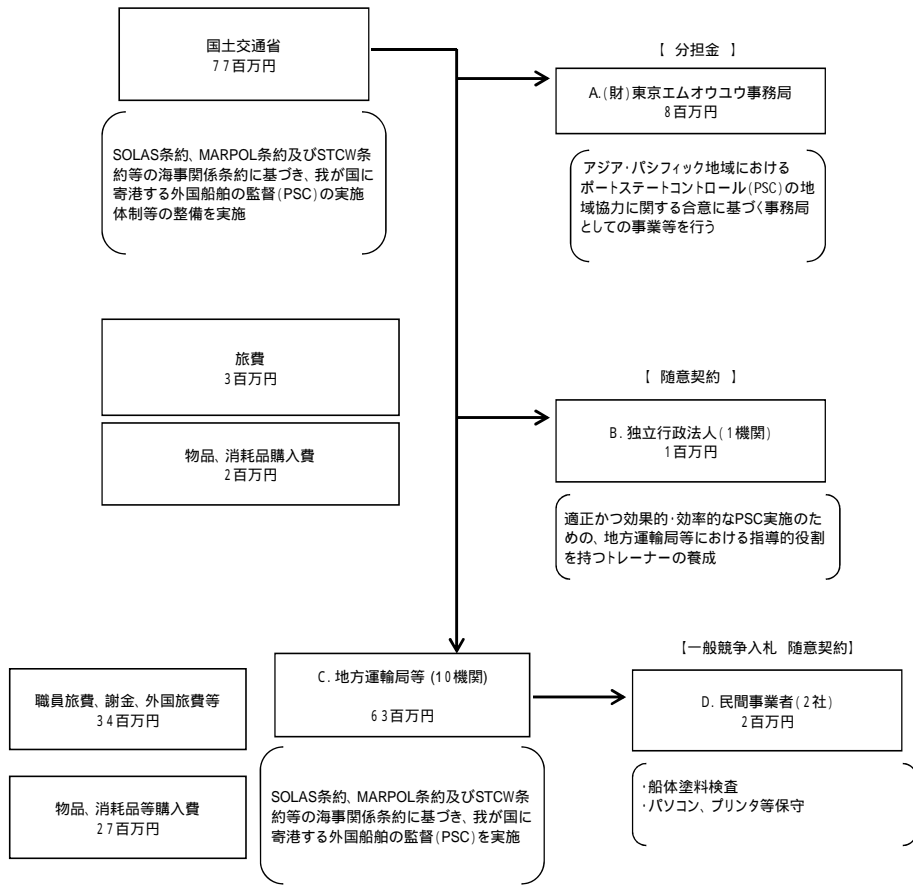 国土交通省
77百万円
SOLAS条約、MARPOL条約及びSTCW条
約等の海事関係条約に基づき、我が国に
寄港する外国船舶の監督(PSC)の実施
体制等の整備を実施
【 分担金 】
A.(財)東京エムオウユウ事務局
8百万円
アジア・パシフィック地域における
ポートステートコントロール(PSC)の地
域協力に関する合意に基づく事務局
としての事業等を行う
旅費
3百万円
物品、消耗品購入費
2百万円
【 随意契約 】
B. 独立行政法人(1機関)
1百万円
適正かつ効果的・効率的なPSC実施のた
めの、地方運輸局等における指導的役割
を持つトレーナーの養成
C. 地方運輸局等 (10機関)
63百万円
SOLAS条約、MARPOL条約及びSTCW条
約等の海事関係条約に基づき、我が国に
寄港する外国船舶の監督(PSC)を実施
職員旅費、謝金、外国旅費等
34百万円
物品、消耗品等購入費
27百万円
【一般競争入札 随意契約】
D. 民間事業者(2社)
2百万円
・船体塗料検査
・パソコン、プリンタ等保守